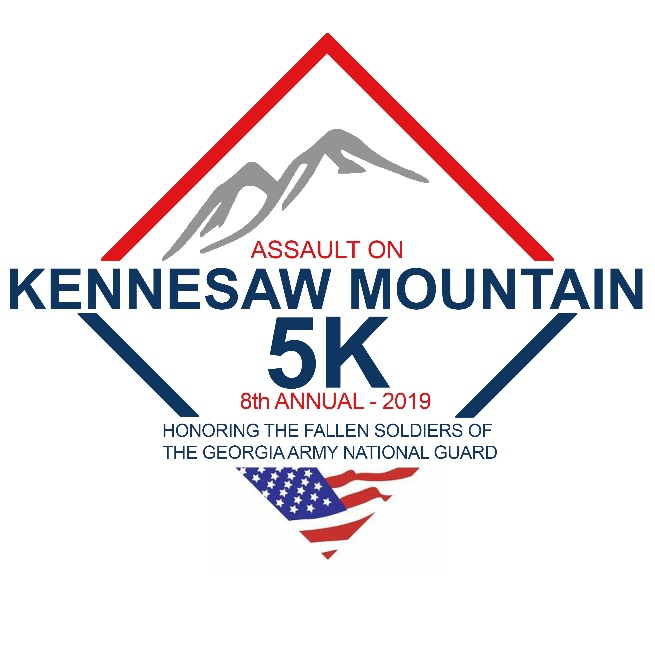 ASSAULT ON
KENNESAW MOUNTAIN
5K
8th ANNUAL - 2019
HONORING THE FALLEN SOLDIERS OF
THE GEORGIA ARMY NATIONAL GUARD